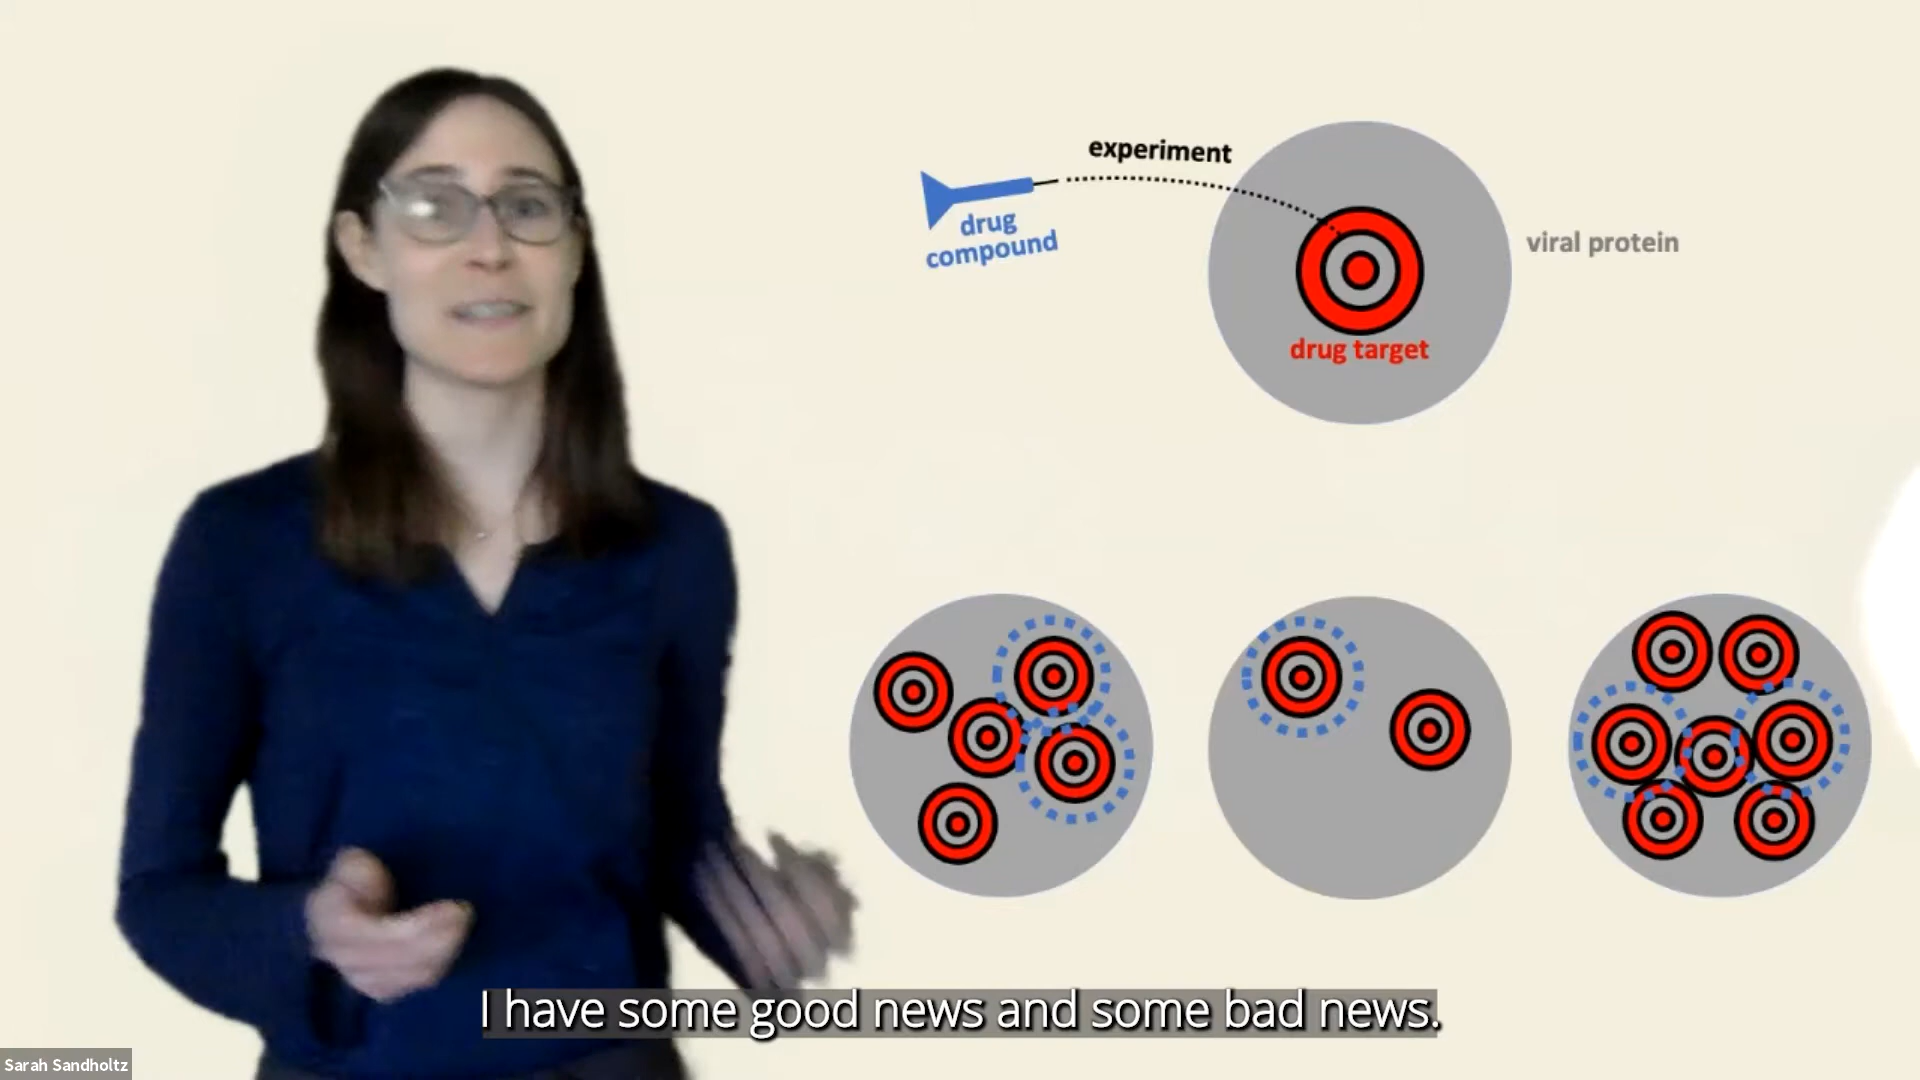 experiment
drug
compound
viral protein
drug target
I have some good news and some bad news.
Sarah Sandholtz